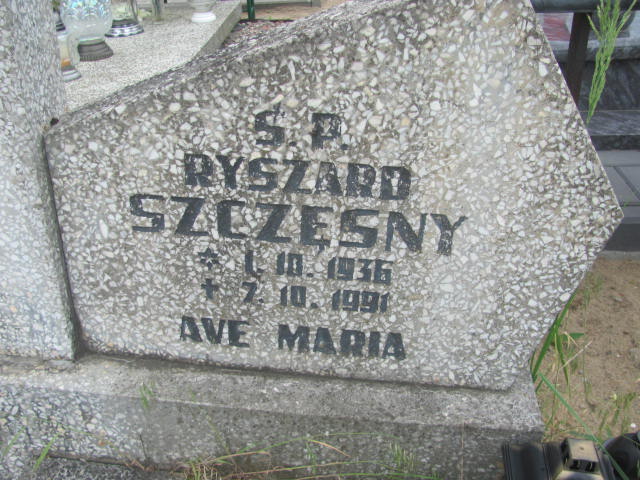 Ś.P.
RYSZARD
SZCZĘSNY
* 1. 10. 1936
+ 7. 10. 1991
AVE MARIA